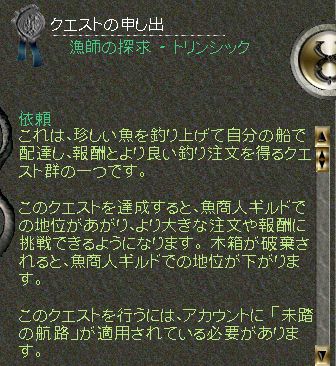 クエストの申し出
漁師の探求 - トリンシック
依頼
これは、珍しい魚を釣り上げて自分の船で
配達し、報酬とより良い釣り注文を得るクエ
スト群の一つです。
このクエストを達成すると、魚商人ギルドで
の地位があがり、より大きな注文や報酬に
挑戦できるようになります。木箱が破棄さ
れると、魚商人ギルドでの地位が下がりま
す。
このクエストを行うには、アカウントに「未踏
の航路」が適用されている必要がありま
す。